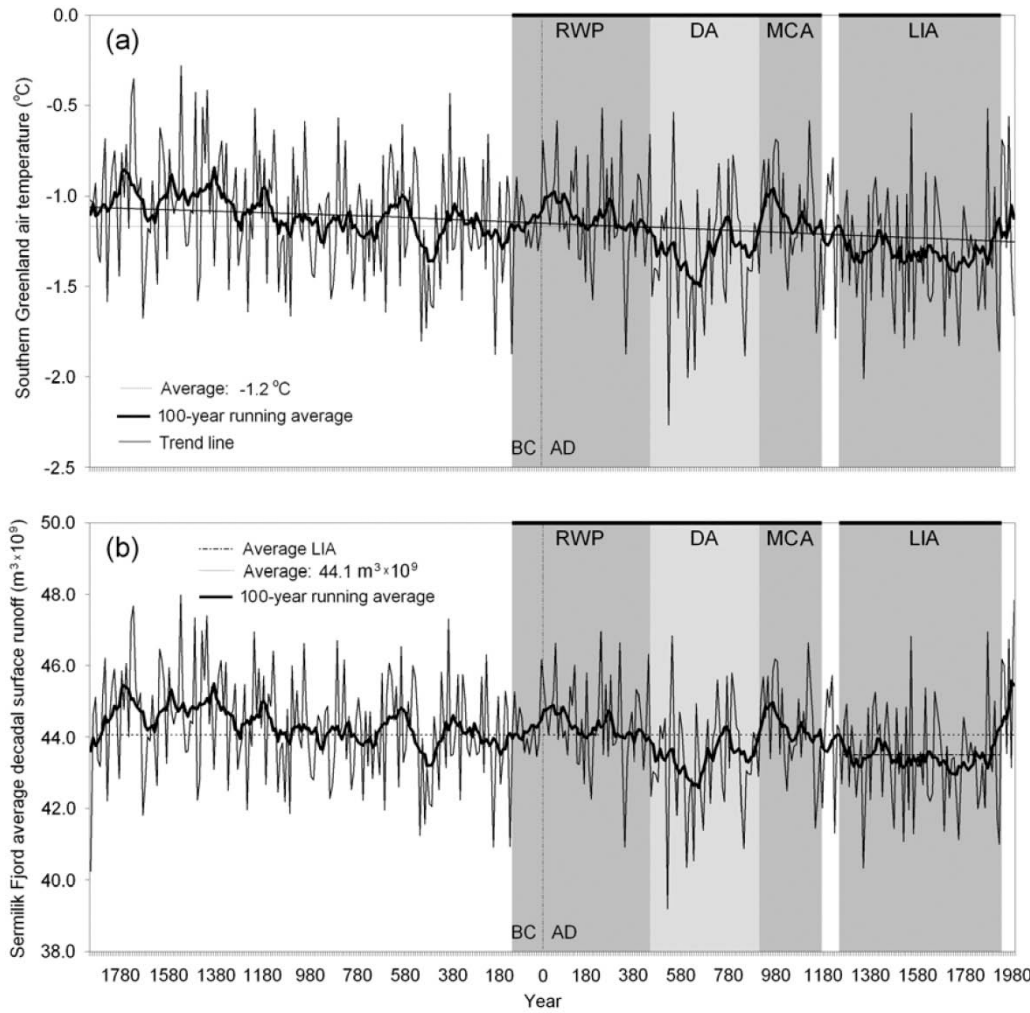 (a)
RWP DA MCA LIA
Southern Greenland air temperature (°C)
0.0
-0.5
-1.0
-1.5
-2.0
-2.5
Average: -1.2 °C
100-year running average
Trend line
BC AD
(b)
RWP DA MCA LIA
Sermilik Fjord average decadal surface runoff (m³ x 10⁹)
50.0
48.0
46.0
44.0
42.0
40.0
38.0
Average LIA
Average: 44.1 m³ x 10⁹
100-year running average
BC AD
1780 1580 1380 1180 980 780 580 380 180 0 180 380 580 780 980 1180 1380 1580 1780 1980
Year